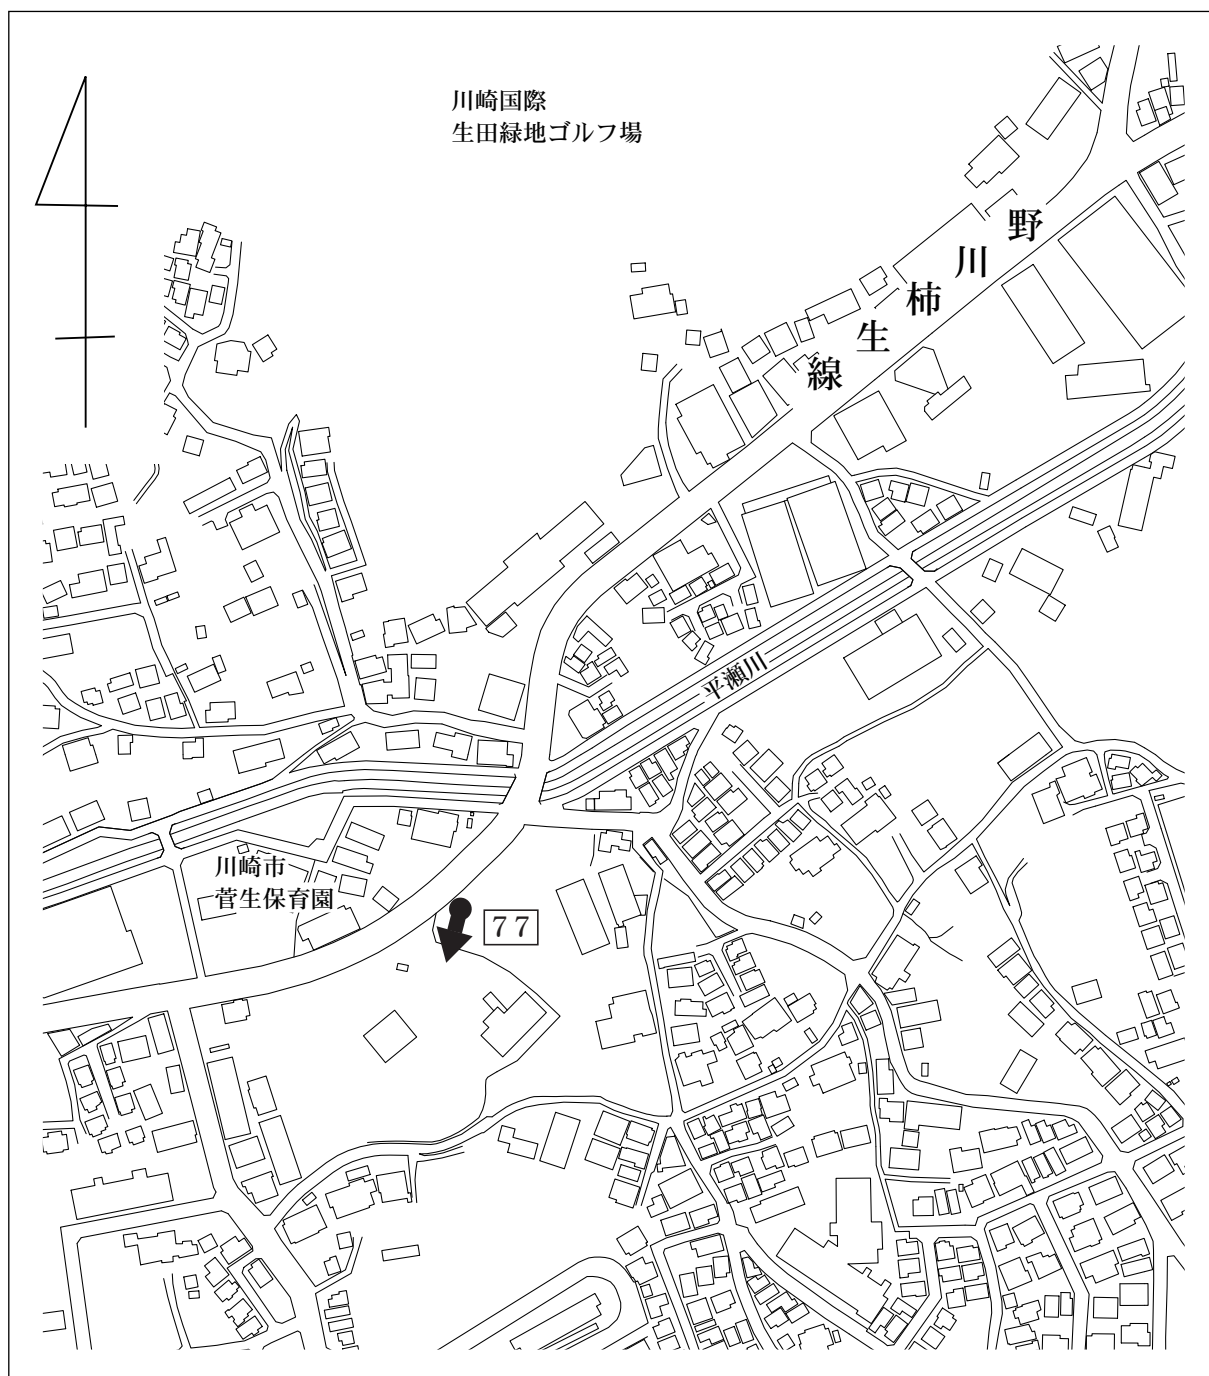 川崎国際
生田緑地ゴルフ場
野川柿生線
平瀬川
川崎市
菅生保育園
７７